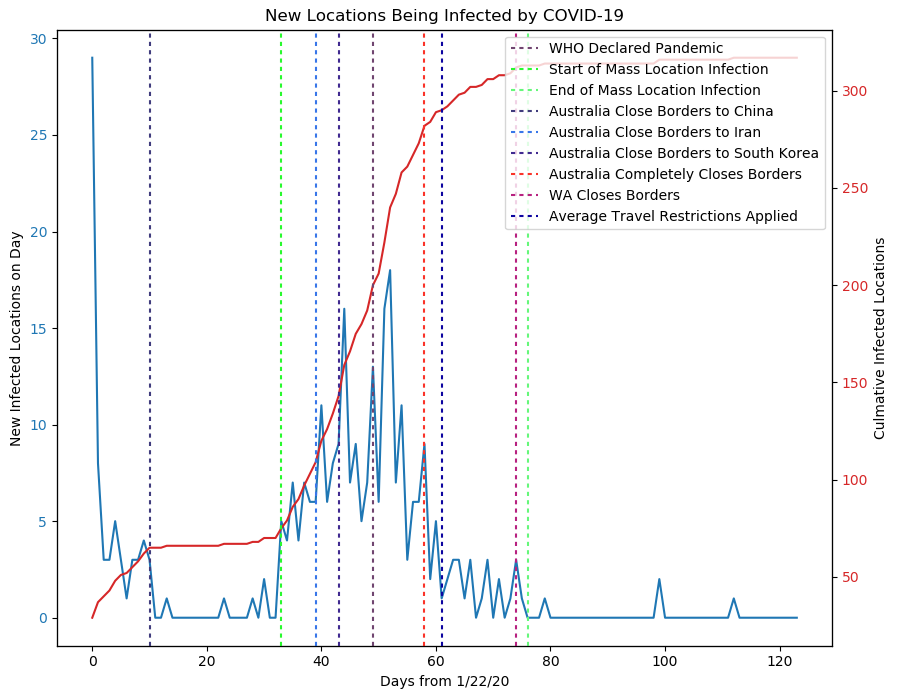 New Locations Being Infected by COVID-19
30
25
20
15
10
5
0
New Infected Locations on Day
WHO Declared Pandemic
Start of Mass Location Infection
End of Mass Location Infection
Australia Close Borders to China
Australia Close Borders to Iran
Australia Close Borders to South Korea
Australia Completely Closes Borders
WA Closes Borders
Average Travel Restrictions Applied
300
250
200
150
100
50
Culmative Infected Locations
0 20 40 60 80 100 120
Days from 1/22/20